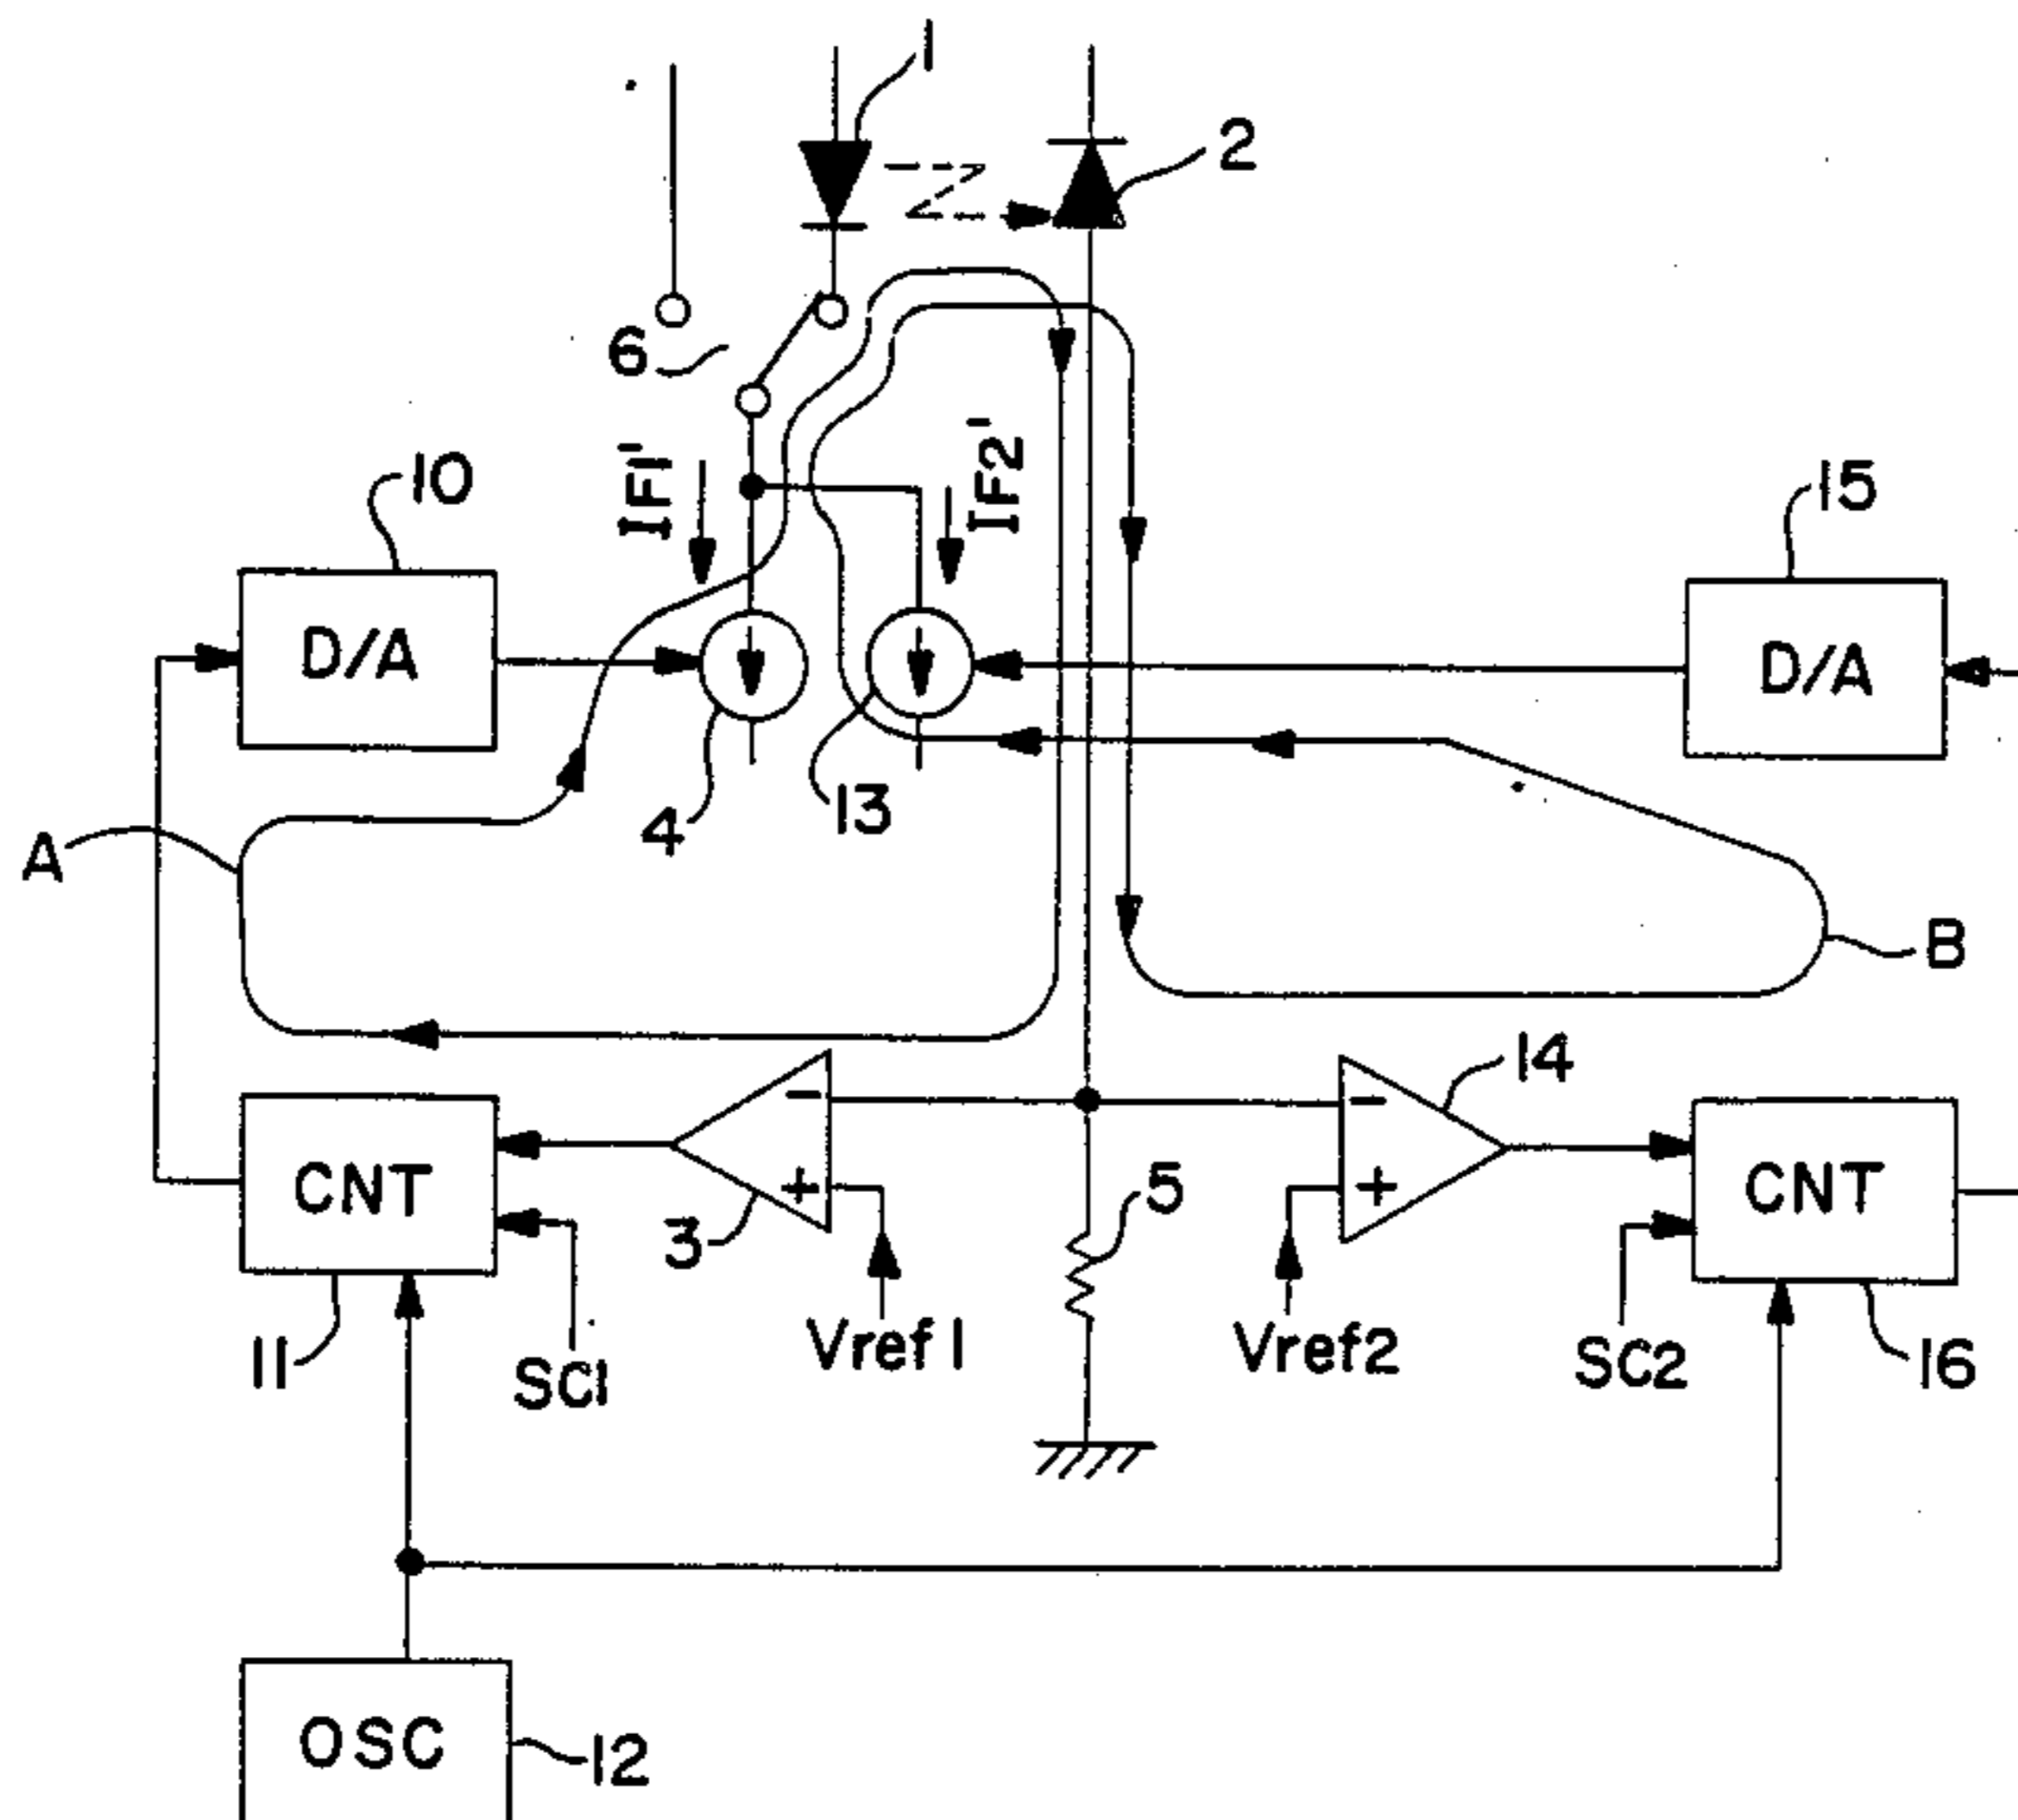 1
2
6
IF1'
IF2'
10
15
D/A
D/A
4
13
A
B
14
-
-
CNT
+
+
5
CNT
3
11
SC1
Vref1
Vref2
SC2
16
OSC
12